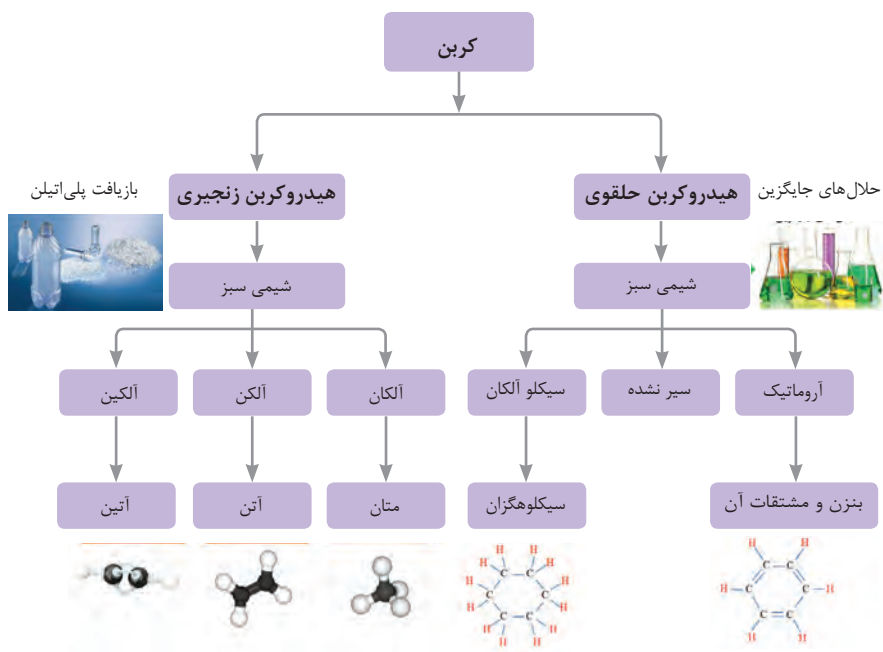 کربن
حلال‌های جایگزین
هیدروکربن حلقوی
هیدروکربن زنجیری
بازیافت پلی‌اتیلن
شیمی سبز
شیمی سبز
آروماتیک
سیر نشده
سیکلو آلکان
آلکان
آلکن
آلکین
بنزن و مشتقات آن
سیکلوهگزان
متان
آتن
آتین
H H H H
H C C H
H C C H
H C C H
H H H H
H H
C C
H C C H
C C
H H